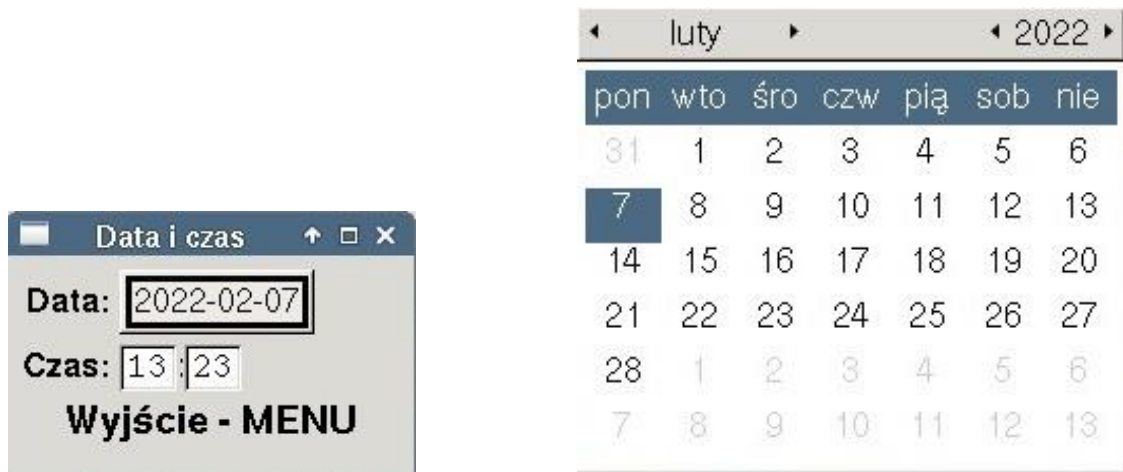 Data i czas
Data: 2022-02-07
Czas: 13:23
Wyjście - MENU
luty 2022
pon wto śro czw pią sob nie
31 1 2 3 4 5 6
7 8 9 10 11 12 13
14 15 16 17 18 19 20
21 22 23 24 25 26 27
28 1 2 3 4 5 6
7 8 9 10 11 12 13